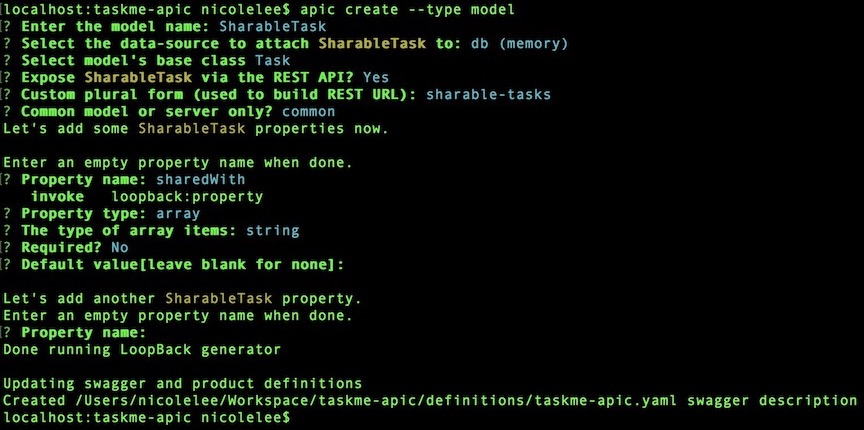 localhost:taskme-apic nicolelee$ apic create --type model
[? Enter the model name: SharableTask
? Select the data-source to attach SharableTask to: db (memory)
? Select model's base class Task
[? Expose SharableTask via the REST API? Yes
[? Custom plural form (used to build REST URL): sharable-tasks
? Common model or server only? common
Let's add some SharableTask properties now.

Enter an empty property name when done.
[? Property name: sharedWith
   invoke   loopback:property
? Property type: array
? The type of array items: string
[? Required? No
[? Default value[leave blank for none]:

Let's add another SharableTask property.
Enter an empty property name when done.
[? Property name:
Done running LoopBack generator

Updating swagger and product definitions
Created /Users/nicolelee/Workspace/taskme-apic/definitions/taskme-apic.yaml swagger description
localhost:taskme-apic nicolelee$